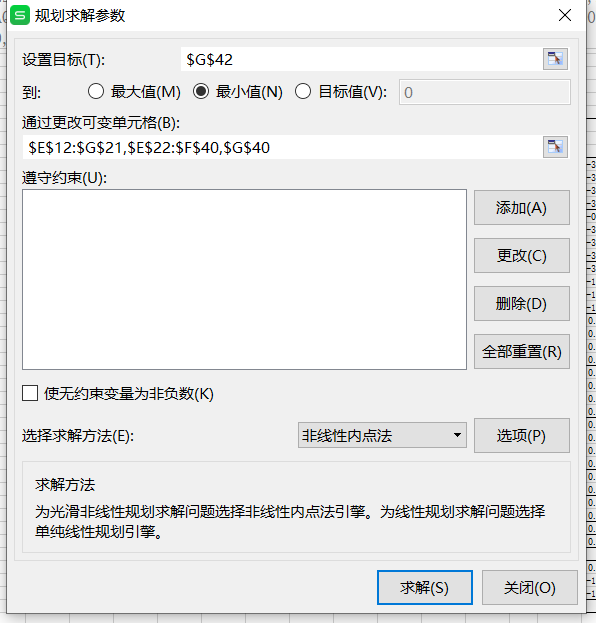 规划求解参数
设置目标(T): $G$42
到: 最大值(M) 最小值(N) 目标值(V): 0
通过更改可变单元格(B):
$E$12:$G$21,$E$22:$F$40,$G$40
遵守约束(U):
添加(A)
更改(C)
删除(D)
全部重置(R)
使无约束变量为非负数(K)
选择求解方法(E): 非线性内点法 选项(P)
求解方法
为光滑非线性规划求解问题选择非线性内点法引擎。为线性规划求解问题选择
单纯线性规划引擎。
求解(S) 关闭(O)